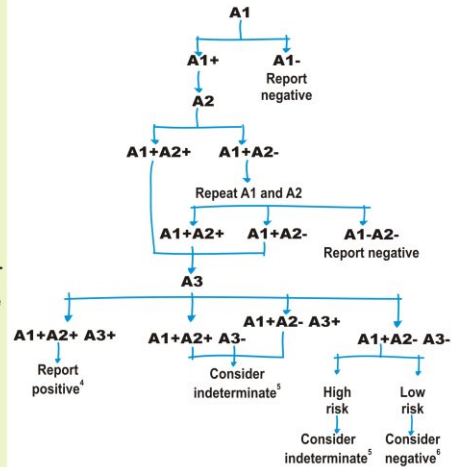 A1
A1+ A1-
Report
negative
A2
A1+A2+ A1+A2-
Repeat A1 and A2
A1+A2+ A1+A2- A1-A2-
Report negative
A3
A1+A2+ A3+ A1+A2+ A3- A1+A2- A3+ A1+A2- A3-
Report
positive⁴
Consider
indeterminate⁵
High
risk
Low
risk
Consider
indeterminate⁵
Consider
negative⁶